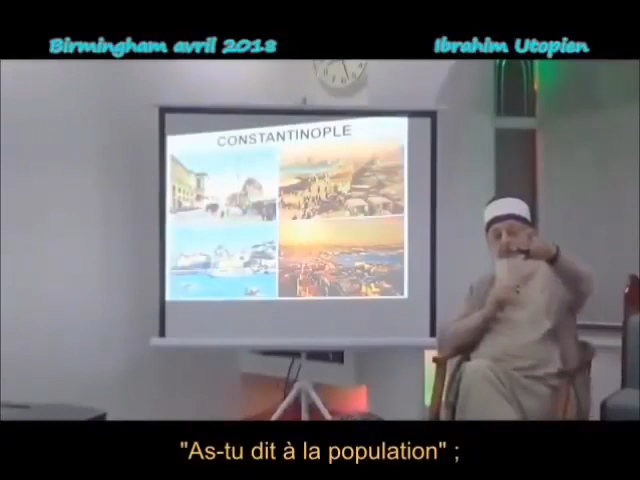 Birmingham avril 2018
Ibrahim Utopien
CONSTANTINOPLE
"As-tu dit à la population" ;